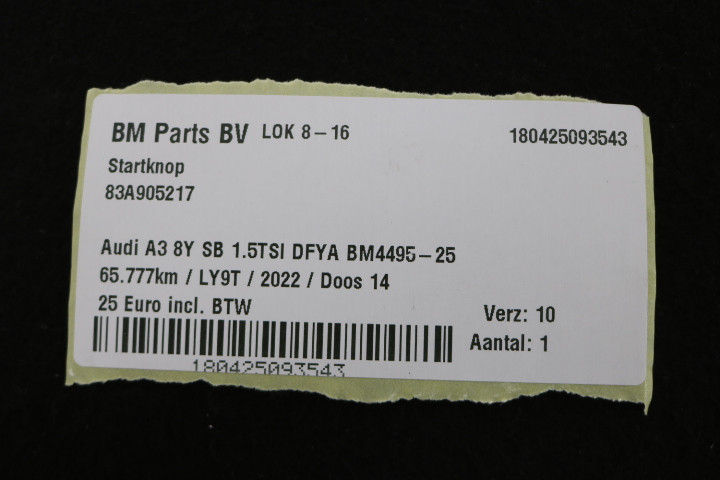 BM Parts BV LOK 8-16 180425093543
Startknop
83A905217
Audi A3 8Y SB 1.5TSI DFYA BM4495-25
65.777km / LY9T / 2022 / Doos 14
25 Euro incl. BTW Verz: 10
Aantal: 1
180425093543